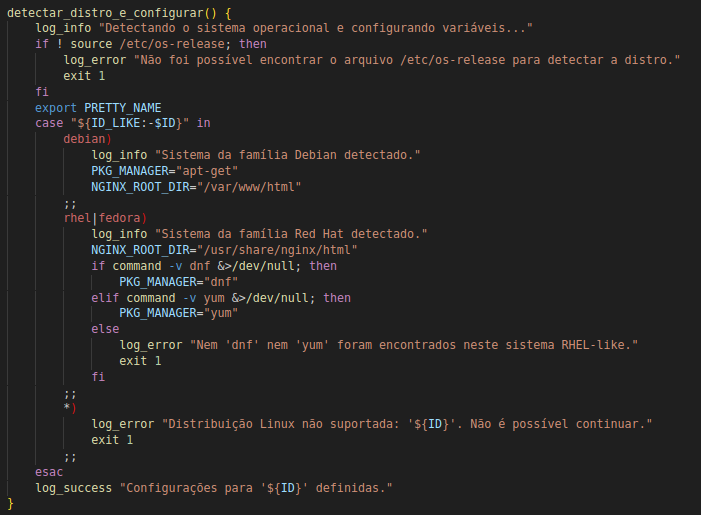 detectar_distro_e_configurar() {
    log_info "Detectando o sistema operacional e configurando variáveis..."
    if ! source /etc/os-release; then
        log_error "Não foi possível encontrar o arquivo /etc/os-release para detectar a distro."
        exit 1
    fi
    export PRETTY_NAME
    case "${ID_LIKE:-$ID}" in
        debian)
            log_info "Sistema da família Debian detectado."
            PKG_MANAGER="apt-get"
            NGINX_ROOT_DIR="/var/www/html"
        ;;
        rhel|fedora)
            log_info "Sistema da família Red Hat detectado."
            NGINX_ROOT_DIR="/usr/share/nginx/html"
            if command -v dnf &>/dev/null; then
                PKG_MANAGER="dnf"
            elif command -v yum &>/dev/null; then
                PKG_MANAGER="yum"
            else
                log_error "Nem 'dnf' nem 'yum' foram encontrados neste sistema RHEL-like."
                exit 1
            fi
        ;;
        *)
            log_error "Distribuição Linux não suportada: '${ID}'. Não é possível continuar."
            exit 1
        ;;
    esac
    log_success "Configurações para '${ID}' definidas."
}